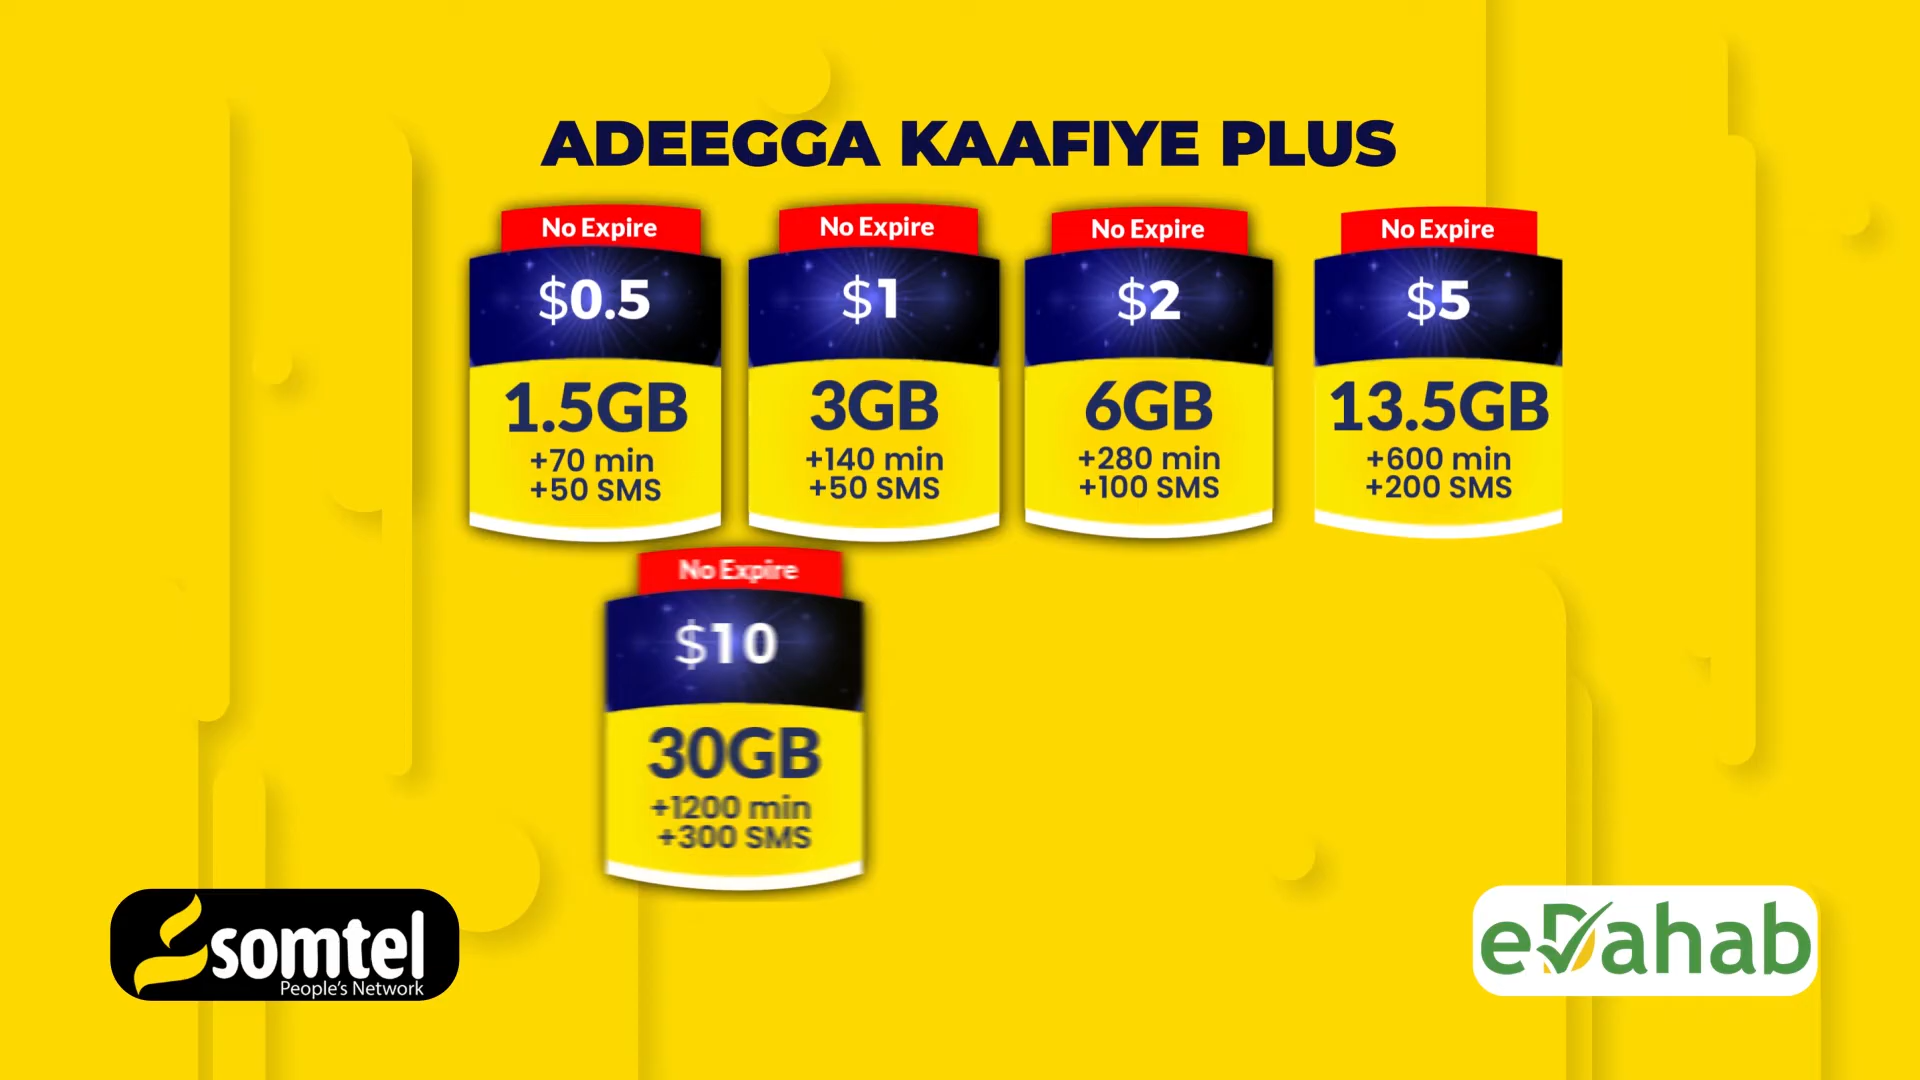 ADEEGGA KAAFIYE PLUS
No Expire
$0.5
1.5GB
+70 min
+50 SMS
No Expire
$1
3GB
+140 min
+50 SMS
No Expire
$2
6GB
+280 min
+100 SMS
No Expire
$5
13.5GB
+600 min
+200 SMS
No Expire
$10
30GB
+1200 min
+300 SMS
somtel
People's Network
eDahab